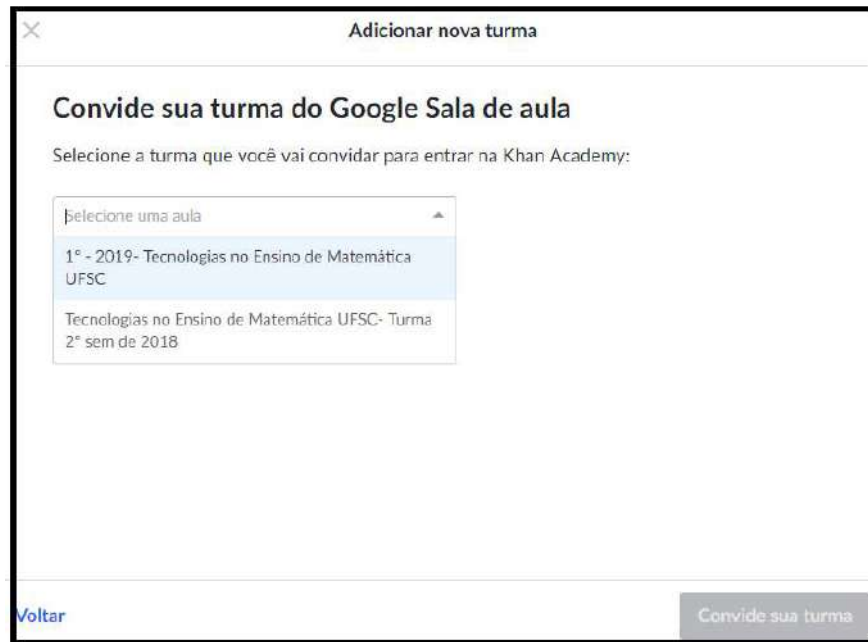 Adicionar nova turma
Convide sua turma do Google Sala de aula
Selecione a turma que você vai convidar para entrar na Khan Academy:
Selecione uma aula
1º - 2019- Tecnologias no Ensino de Matemática
UFSC
Tecnologias no Ensino de Matemática UFSC- Turma
2º sem de 2018
Voltar
Convide sua turma